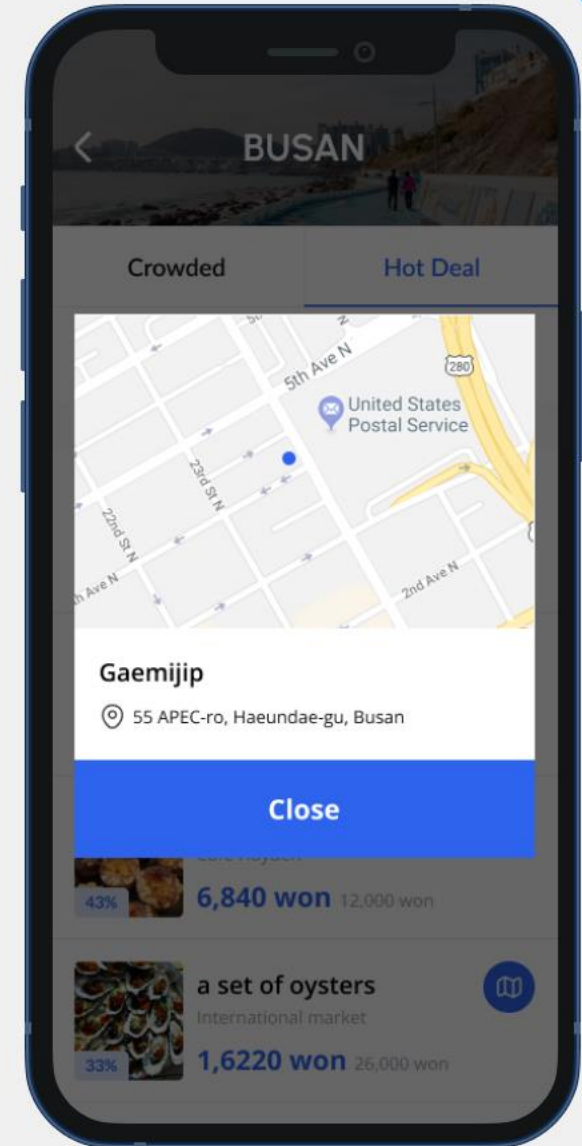 BUSAN
Crowded
Hot Deal
5th Ave N
280
United States
Postal Service
23rd St N
22nd St N
Ave N
2nd Ave N
Gaemijip
55 APEC-ro, Haeundae-gu, Busan
Close
43%
6,840 won 12,000 won
a set of oysters
International market
33%
1,6220 won 26,000 won